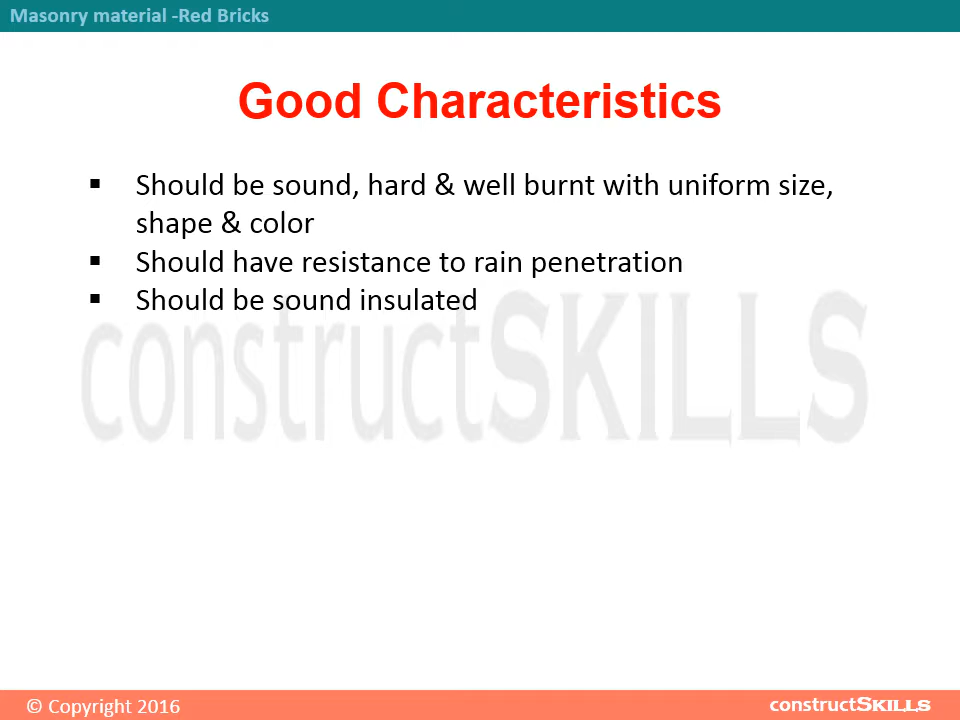 Masonry material -Red Bricks
Good Characteristics
▪ Should be sound, hard & well burnt with uniform size,
shape & color
▪ Should have resistance to rain penetration
▪ Should be sound insulated
constructSKILLS
© Copyright 2016
constructSKILLS